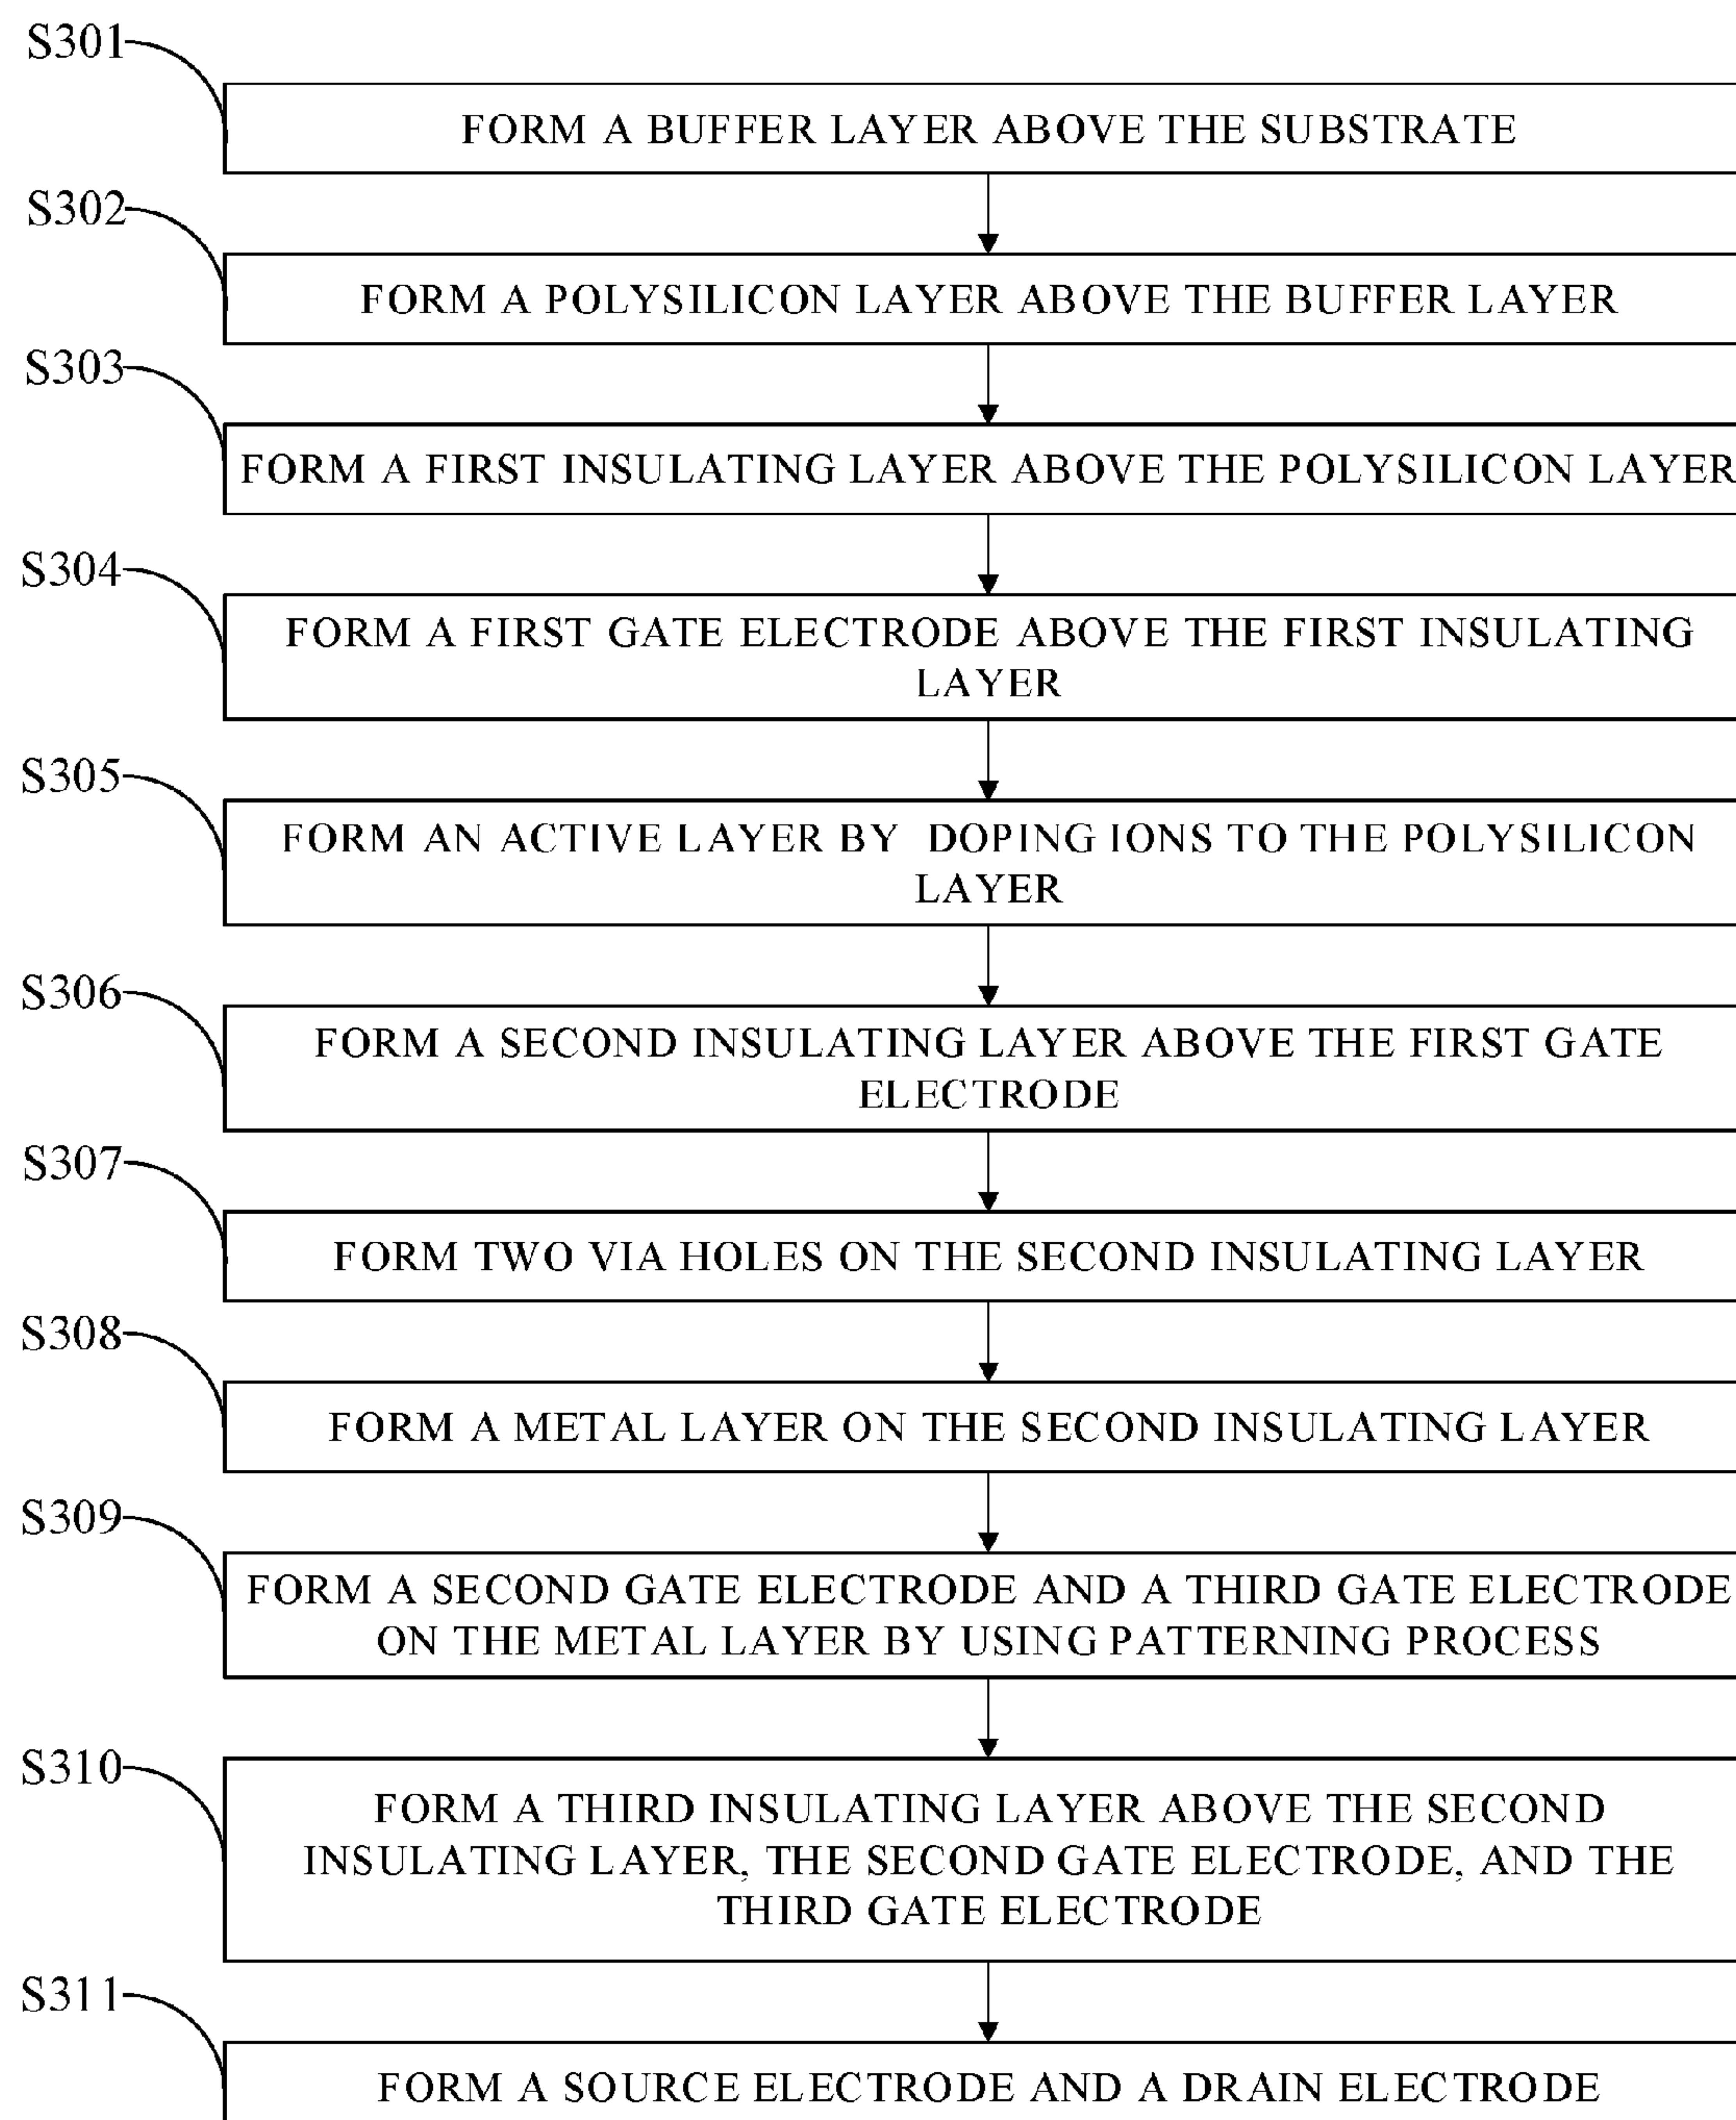 S301
FORM A BUFFER LAYER ABOVE THE SUBSTRATE
S302
FORM A POLYSILICON LAYER ABOVE THE BUFFER LAYER
S303
FORM A FIRST INSULATING LAYER ABOVE THE POLYSILICON LAYER
S304
FORM A FIRST GATE ELECTRODE ABOVE THE FIRST INSULATING
LAYER
S305
FORM AN ACTIVE LAYER BY DOPING IONS TO THE POLYSILICON
LAYER
S306
FORM A SECOND INSULATING LAYER ABOVE THE FIRST GATE
ELECTRODE
S307
FORM TWO VIA HOLES ON THE SECOND INSULATING LAYER
S308
FORM A METAL LAYER ON THE SECOND INSULATING LAYER
S309
FORM A SECOND GATE ELECTRODE AND A THIRD GATE ELECTRODE
ON THE METAL LAYER BY USING PATTERNING PROCESS
S310
FORM A THIRD INSULATING LAYER ABOVE THE SECOND
INSULATING LAYER, THE SECOND GATE ELECTRODE, AND THE
THIRD GATE ELECTRODE
S311
FORM A SOURCE ELECTRODE AND A DRAIN ELECTRODE